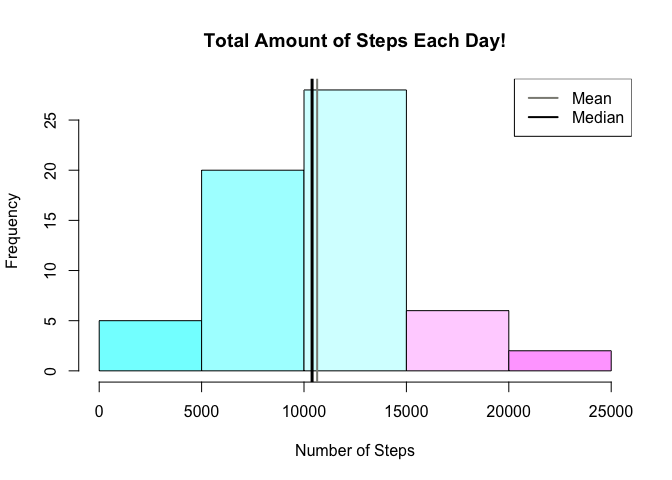 Total Amount of Steps Each Day!
Mean
Median
Frequency
25
20
15
10
5
0
0 5000 10000 15000 20000 25000
Number of Steps